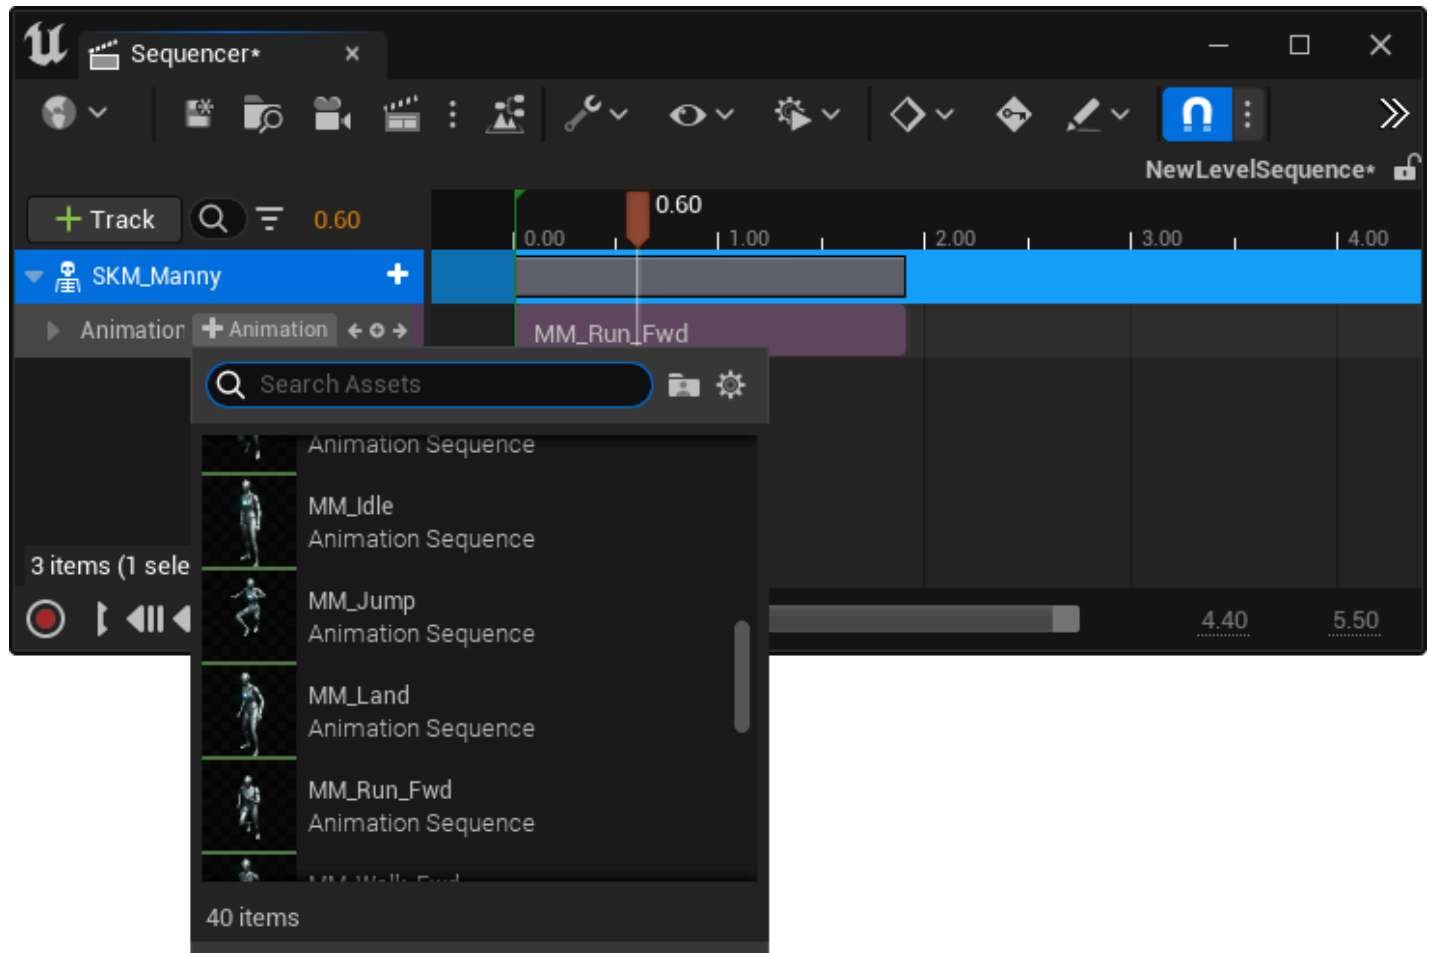 Sequencer*
NewLevelSequence*
Track
0.60
0.60
0.00
1.00
2.00
3.00
4.00
SKM_Manny
Animation
Animation
MM_Run_Fwd
Search Assets
Animation Sequence
MM_Idle
Animation Sequence
MM_Jump
Animation Sequence
MM_Land
Animation Sequence
MM_Run_Fwd
Animation Sequence
MM_Walk_Fwd
40 items
3 items (1 sele
4.40
5.50